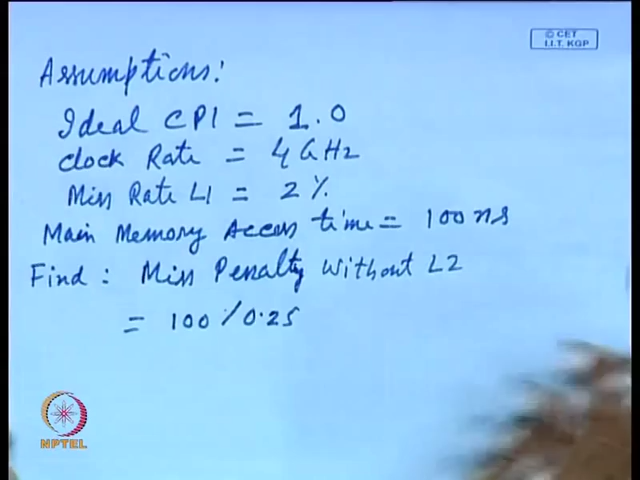 © CET
I.I.T. KGP
Assumptions:
Ideal CPI = 1.0
Clock Rate = 4 GHz
Miss Rate L1 = 2%
Main Memory Access time = 100 ns
Find: Miss Penalty without L2
= 100/0.25
NPTEL